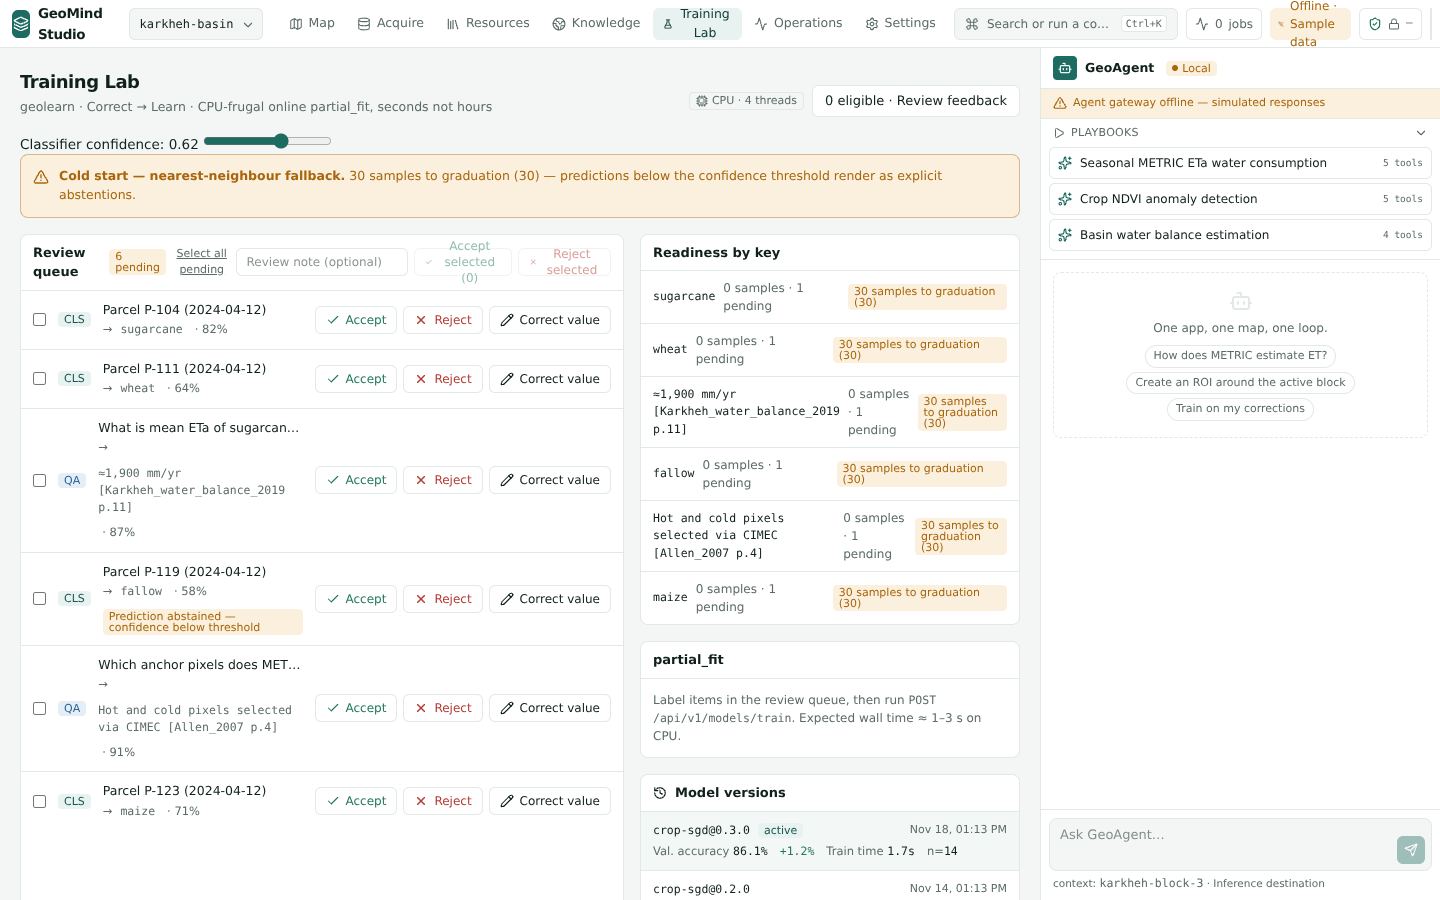 GeoMind
Studio
karkheh-basin
Map
Acquire
Resources
Knowledge
Training
Lab
Operations
Settings
Search or run a co...
Ctrl+K
0 jobs
Offline ·
Sample
data
—
Training Lab
geolearn · Correct → Learn · CPU-frugal online partial_fit, seconds not hours
CPU · 4 threads
0 eligible · Review feedback
Classifier confidence: 0.62
Cold start — nearest-neighbour fallback. 30 samples to graduation (30) — predictions below the confidence threshold render as explicit
abstentions.
Review
queue
6
pending
Select all
pending
Review note (optional)
Accept
selected
(0)
Reject
selected
CLS
Parcel P-104 (2024-04-12)
→ sugarcane · 82%
Accept
Reject
Correct value
CLS
Parcel P-111 (2024-04-12)
→ wheat · 64%
Accept
Reject
Correct value
QA
What is mean ETa of sugarcan...
→
≈1,900 mm/yr
[Karkheh_water_balance_2019
p.11]
· 87%
Accept
Reject
Correct value
CLS
Parcel P-119 (2024-04-12)
→ fallow · 58%
Prediction abstained —
confidence below threshold
Accept
Reject
Correct value
QA
Which anchor pixels does MET...
→
Hot and cold pixels selected
via CIMEC [Allen_2007 p.4]
· 91%
Accept
Reject
Correct value
CLS
Parcel P-123 (2024-04-12)
→ maize · 71%
Accept
Reject
Correct value
Readiness by key
sugarcane
0 samples · 1
pending
30 samples to graduation
(30)
wheat
0 samples · 1
pending
30 samples to graduation
(30)
≈1,900 mm/yr
[Karkheh_water_balance_2019
p.11]
0 samples
· 1
pending
30 samples
to graduation
(30)
fallow
0 samples · 1
pending
30 samples to graduation
(30)
Hot and cold pixels
selected via CIMEC
[Allen_2007 p.4]
0 samples
· 1
pending
30 samples to
graduation
(30)
maize
0 samples · 1
pending
30 samples to graduation
(30)
partial_fit
Label items in the review queue, then run POST
/api/v1/models/train. Expected wall time ≈ 1–3 s on
CPU.
Model versions
crop-sgd@0.3.0
active
Nov 18, 01:13 PM
Val. accuracy 86.1% +1.2% Train time 1.7s n=14
crop-sgd@0.2.0
Nov 14, 01:13 PM
GeoAgent
Local
Agent gateway offline — simulated responses
PLAYBOOKS
Seasonal METRIC ETa water consumption
5 tools
Crop NDVI anomaly detection
5 tools
Basin water balance estimation
4 tools
One app, one map, one loop.
How does METRIC estimate ET?
Create an ROI around the active block
Train on my corrections
Ask GeoAgent...
context: karkheh-block-3 · Inference destination